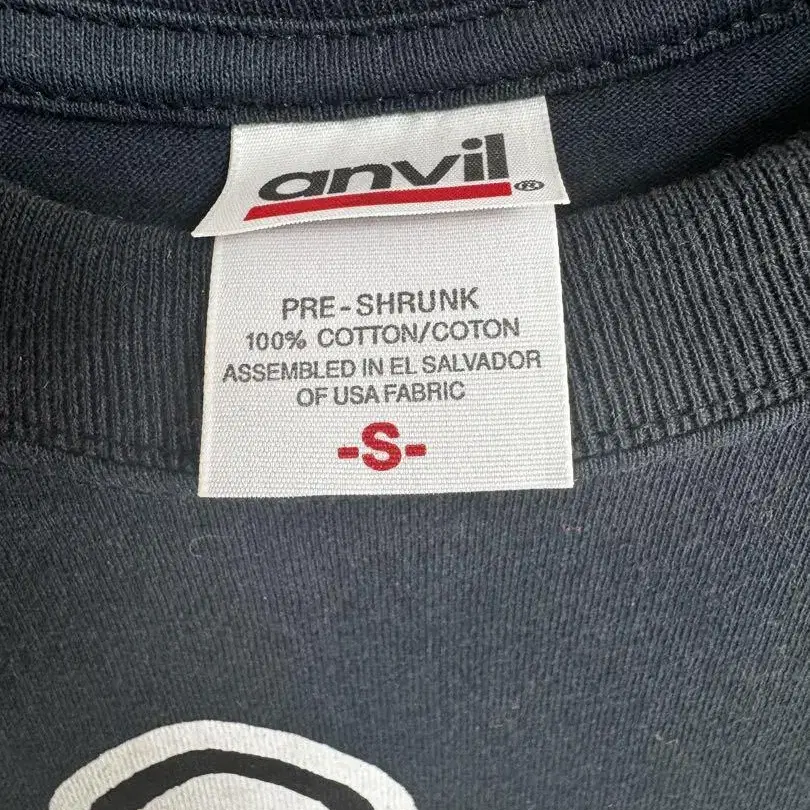 anvil®
PRE-SHRUNK
100% COTTON/COTON
ASSEMBLED IN EL SALVADOR
OF USA FABRIC
-S-